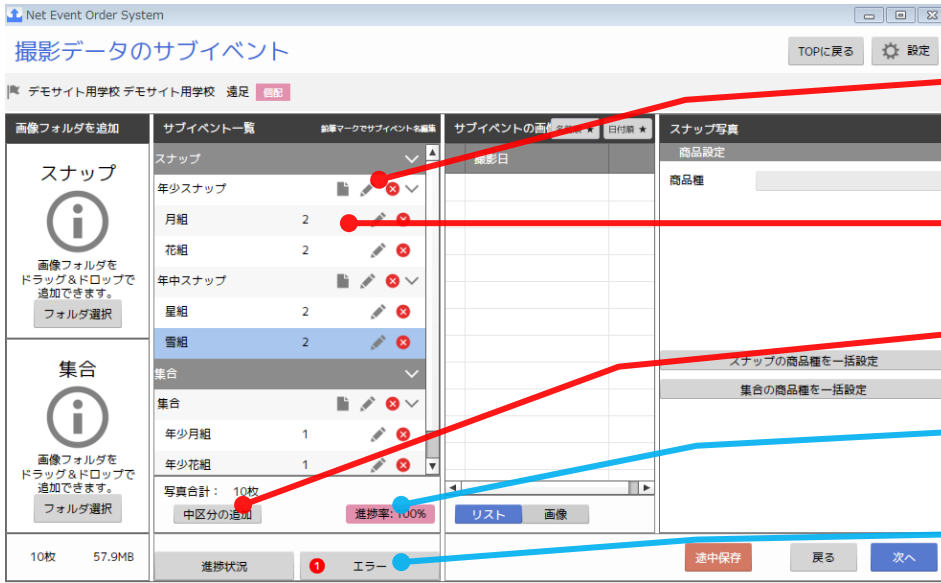 Net Event Order System
撮影データのサブイベント
TOPに戻る
設定
デモサイト用学校 デモサイト用学校 遠足 個配
画像フォルダを追加
スナップ
画像フォルダを
ドラッグ&ドロップで
追加できます。
フォルダ選択
集合
画像フォルダを
ドラッグ&ドロップで
追加できます。
フォルダ選択
10枚 57.9MB
サブイベント一覧 鉛筆マークでサブイベント名編集
スナップ
年少スナップ
月組 2
花組 2
年中スナップ
星組 2
雪組 2
集合
集合
年少月組 1
年少花組 1
写真合計: 10枚
中区分の追加 進捗率: 100%
進捗状況 1 エラー
サブイベントの画 日付順 ★
撮影日
リスト 画像
スナップ写真
商品設定
商品種
スナップの商品種を一括設定
集合の商品種を一括設定
途中保存 戻る 次へ